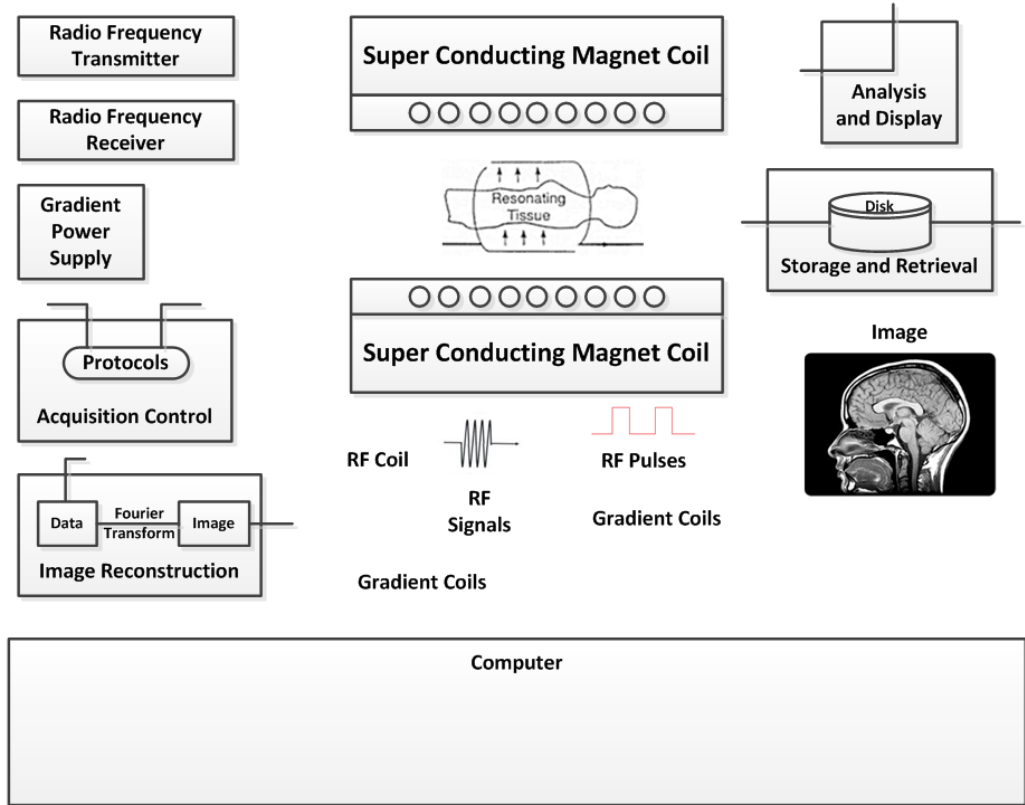 Radio Frequency
Transmitter
Radio Frequency
Receiver
Gradient
Power
Supply
Protocols
Acquisition Control
Data
Fourier
Transform
Image
Image Reconstruction
Super Conducting Magnet Coil
Resonating
Tissue
Super Conducting Magnet Coil
RF Coil
RF
Signals
RF Pulses
Gradient Coils
Gradient Coils
Analysis
and Display
Disk
Storage and Retrieval
Image
Computer